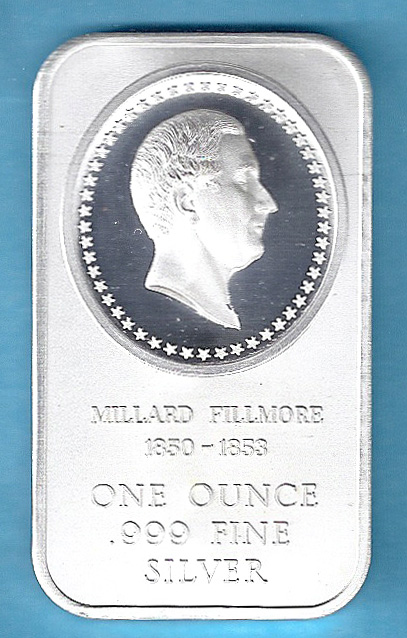 MILLARD FILLMORE
1850 - 1853
ONE OUNCE
.999 FINE
SILVER